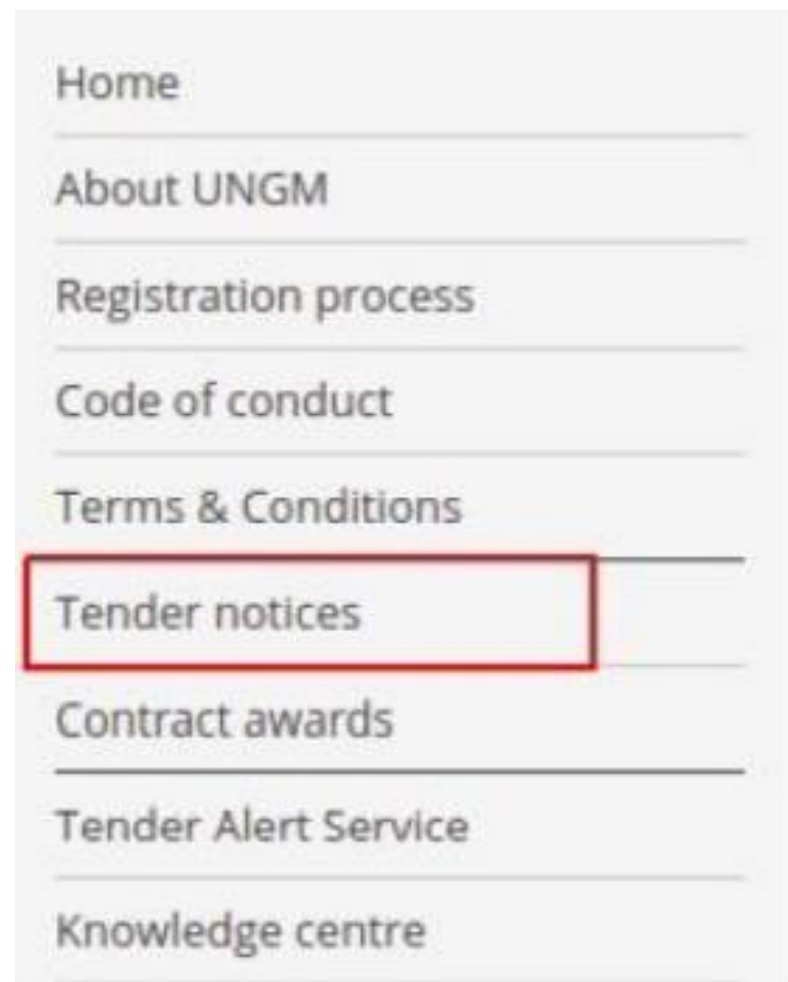 Home
About UNGM
Registration process
Code of conduct
Terms & Conditions
Tender notices
Contract awards
Tender Alert Service
Knowledge centre